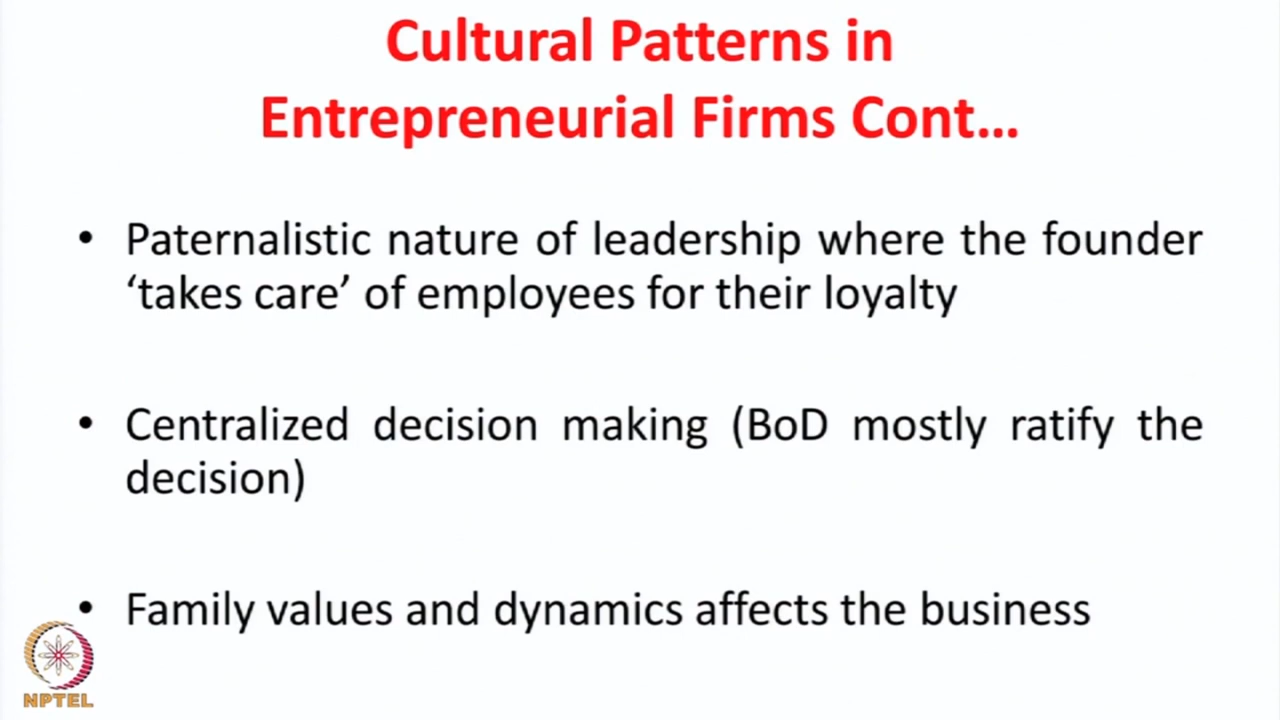 Cultural Patterns in
Entrepreneurial Firms Cont...
• Paternalistic nature of leadership where the founder
‘takes care’ of employees for their loyalty
• Centralized decision making (BoD mostly ratify the
decision)
• Family values and dynamics affects the business
NPTEL